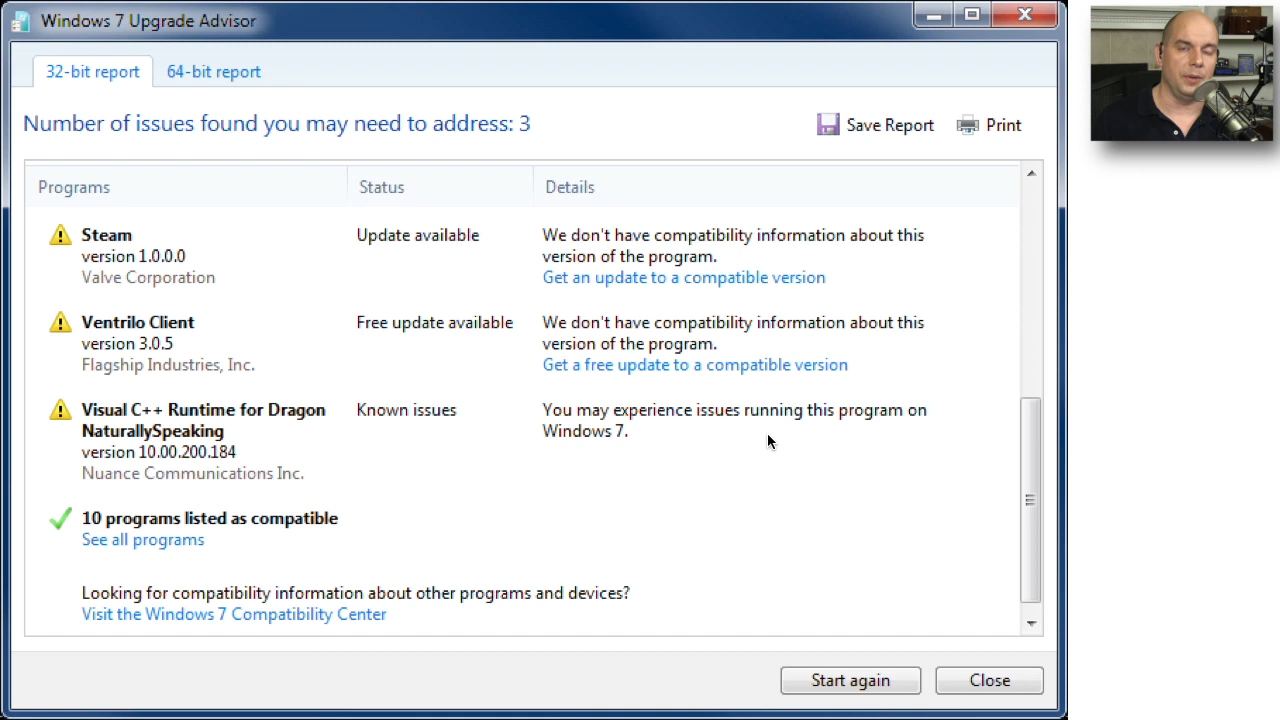 Windows 7 Upgrade Advisor
32-bit report 64-bit report
Number of issues found you may need to address: 3
Save Report Print
Programs Status Details
Steam Update available We don't have compatibility information about this
version 1.0.0.0 version of the program.
Valve Corporation Get an update to a compatible version
Ventrilo Client Free update available We don't have compatibility information about this
version 3.0.5 version of the program.
Flagship Industries, Inc. Get a free update to a compatible version
Visual C++ Runtime for Dragon Known issues You may experience issues running this program on
NaturallySpeaking Windows 7.
version 10.00.200.184
Nuance Communications Inc.
10 programs listed as compatible
See all programs
Looking for compatibility information about other programs and devices?
Visit the Windows 7 Compatibility Center
Start again Close